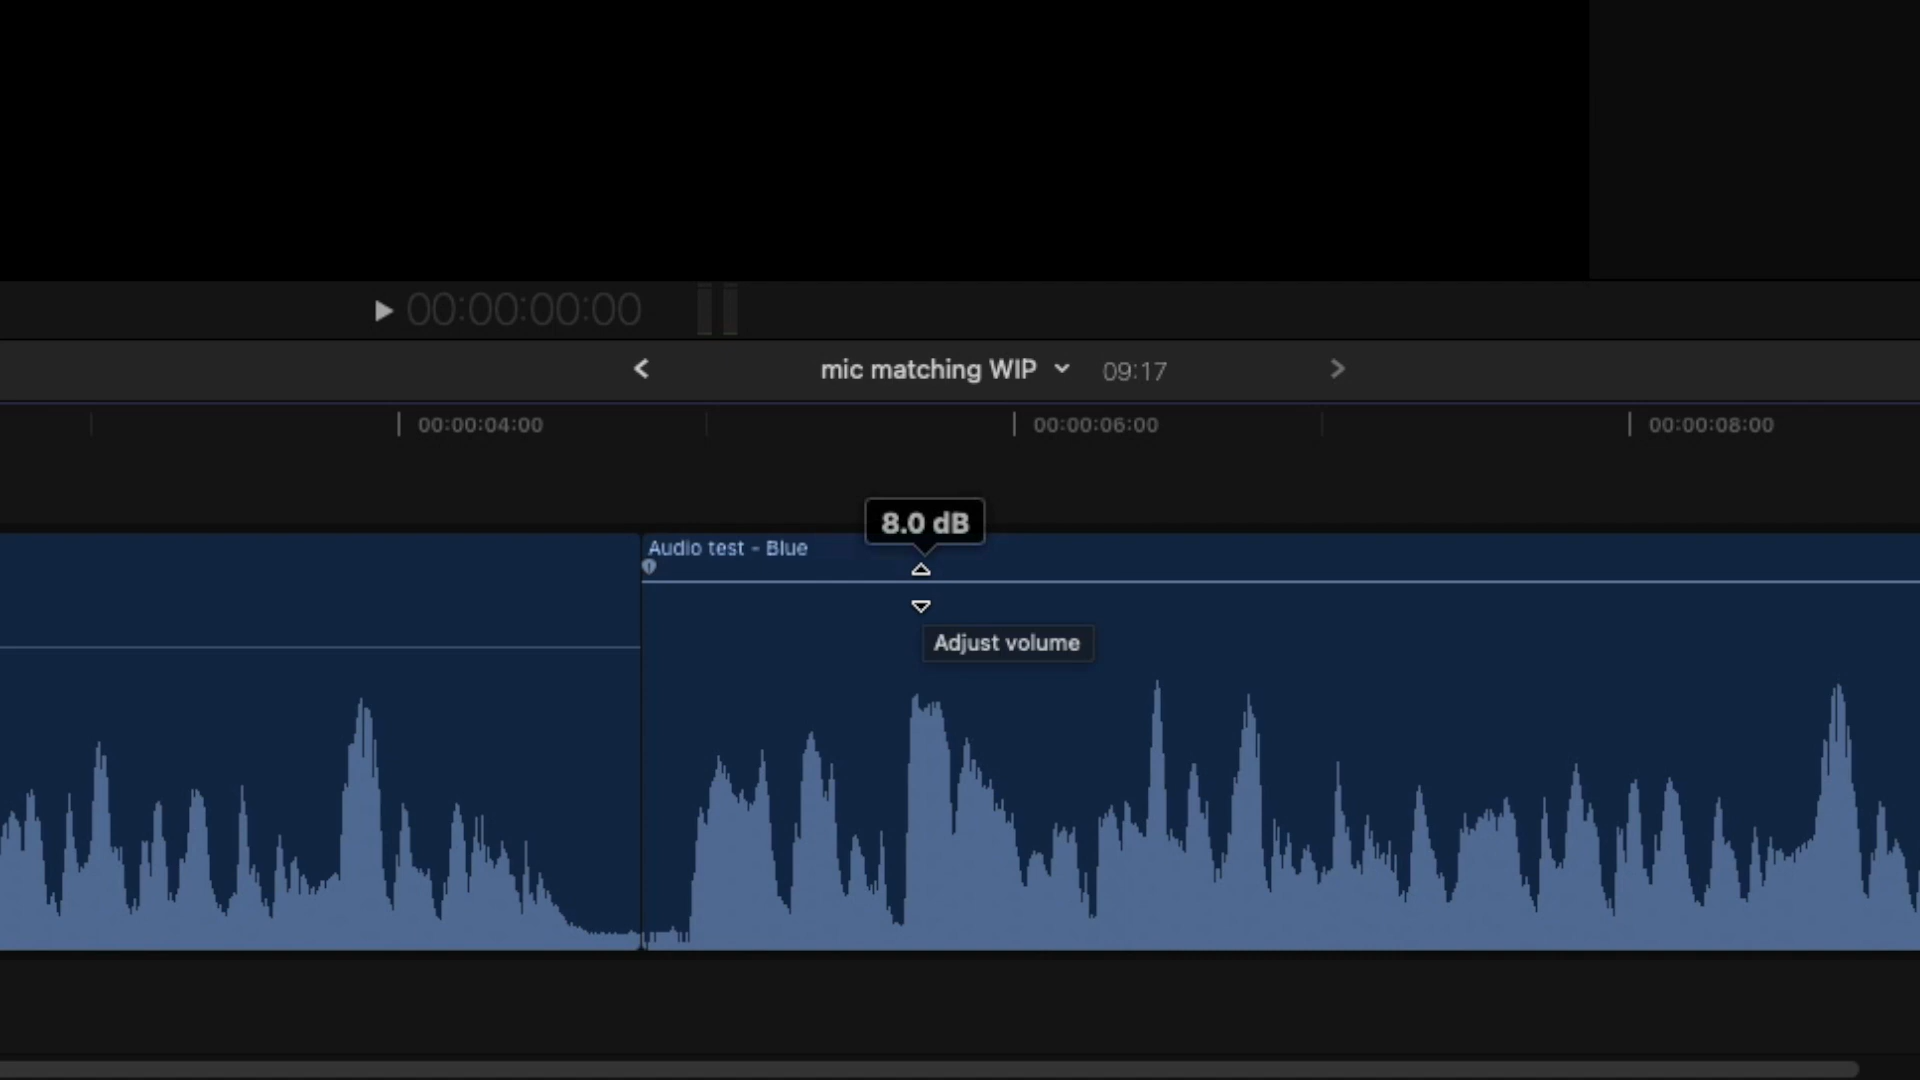 00:00:00:00
mic matching WIP 09:17
00:00:04:00 00:00:06:00 00:00:08:00
8.0 dB
Audio test - Blue
Adjust volume